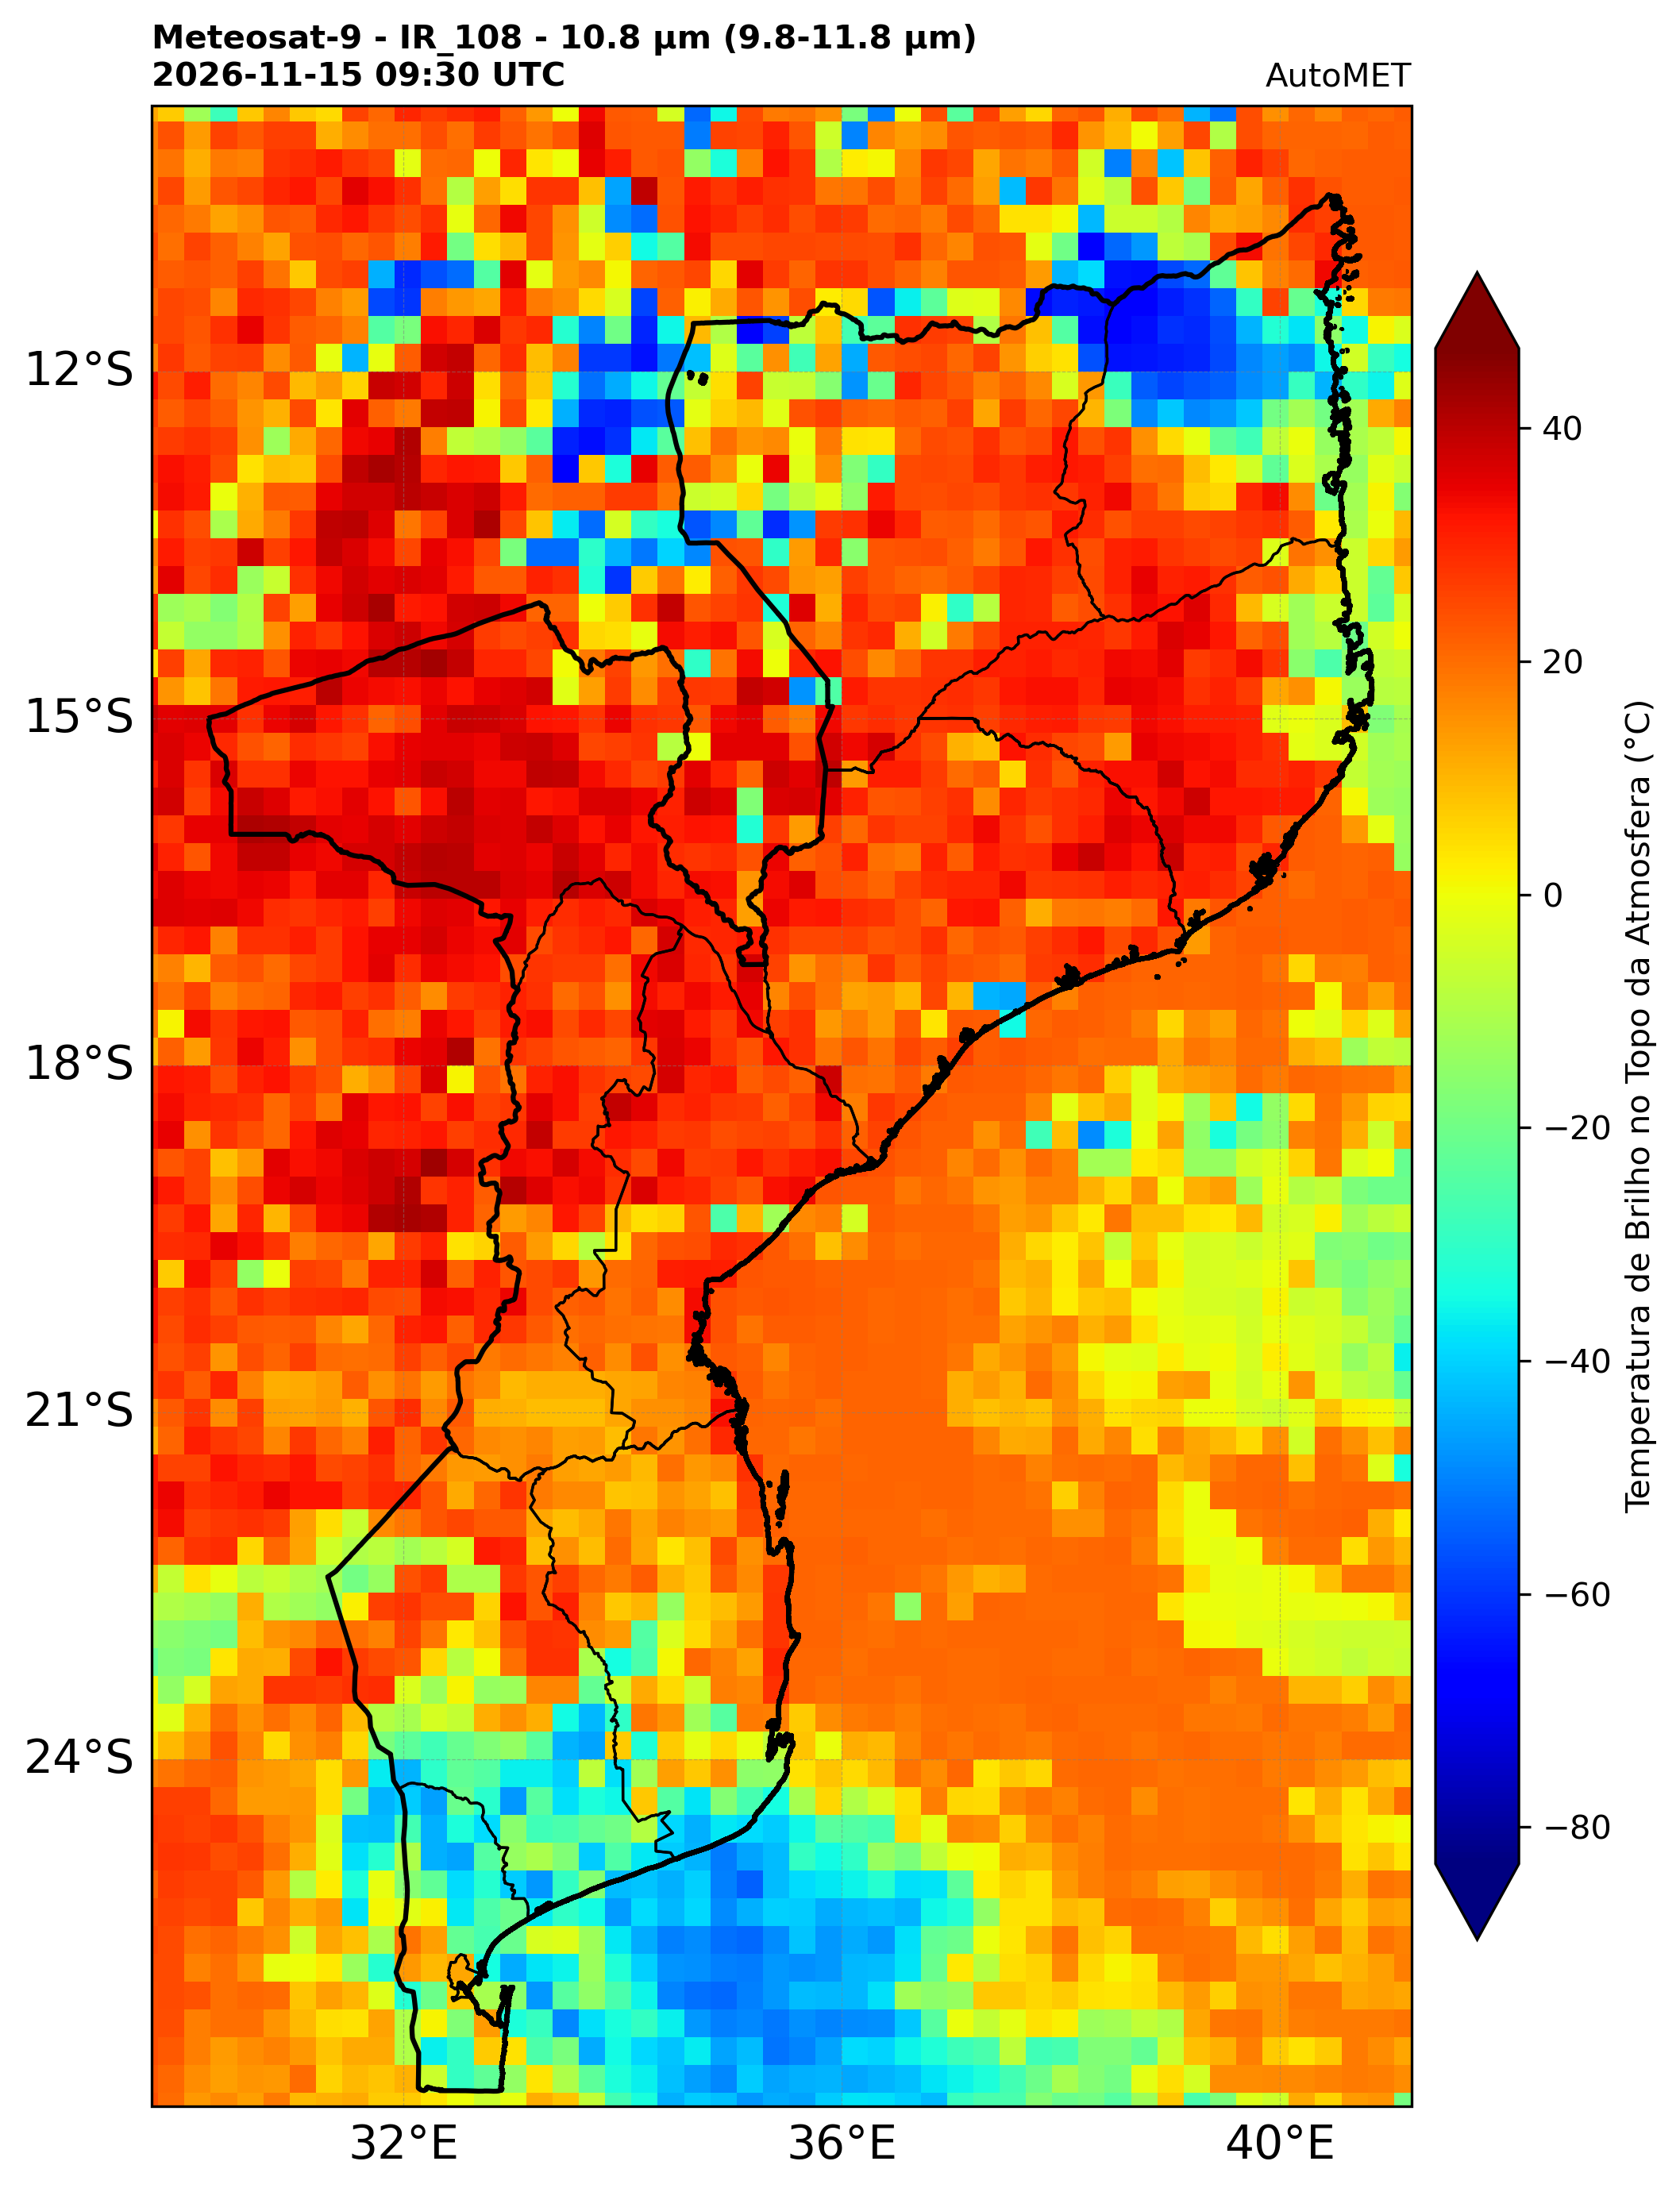 Meteosat-9 - IR_108 - 10.8 µm (9.8-11.8 µm)
2026-11-15 09:30 UTC
AutoMET
12°S
15°S
18°S
21°S
24°S
32°E
36°E
40°E
40
20
0
−20
−40
−60
−80
Temperatura de Brilho no Topo da Atmosfera (°C)